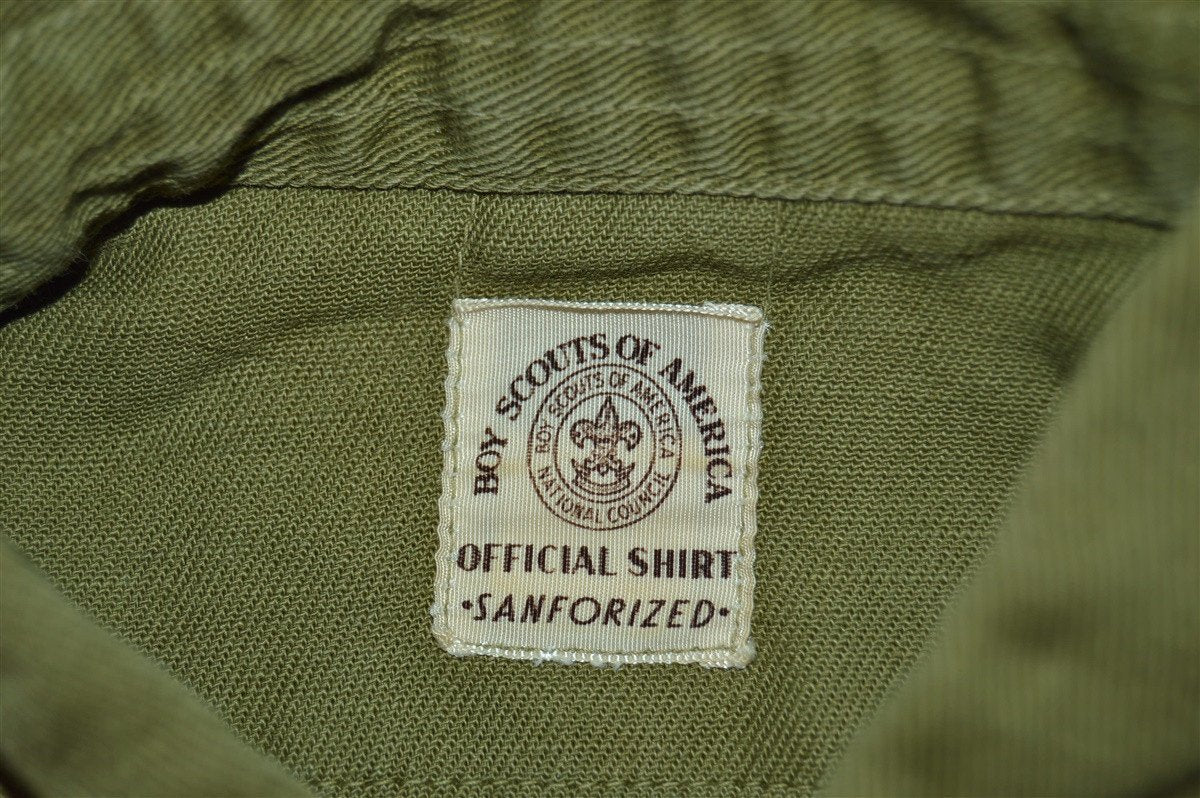 BOY SCOUTS OF AMERICA
BOY SCOUTS OF AMERICA
NATIONAL COUNCIL
OFFICIAL SHIRT
•SANFORIZED•